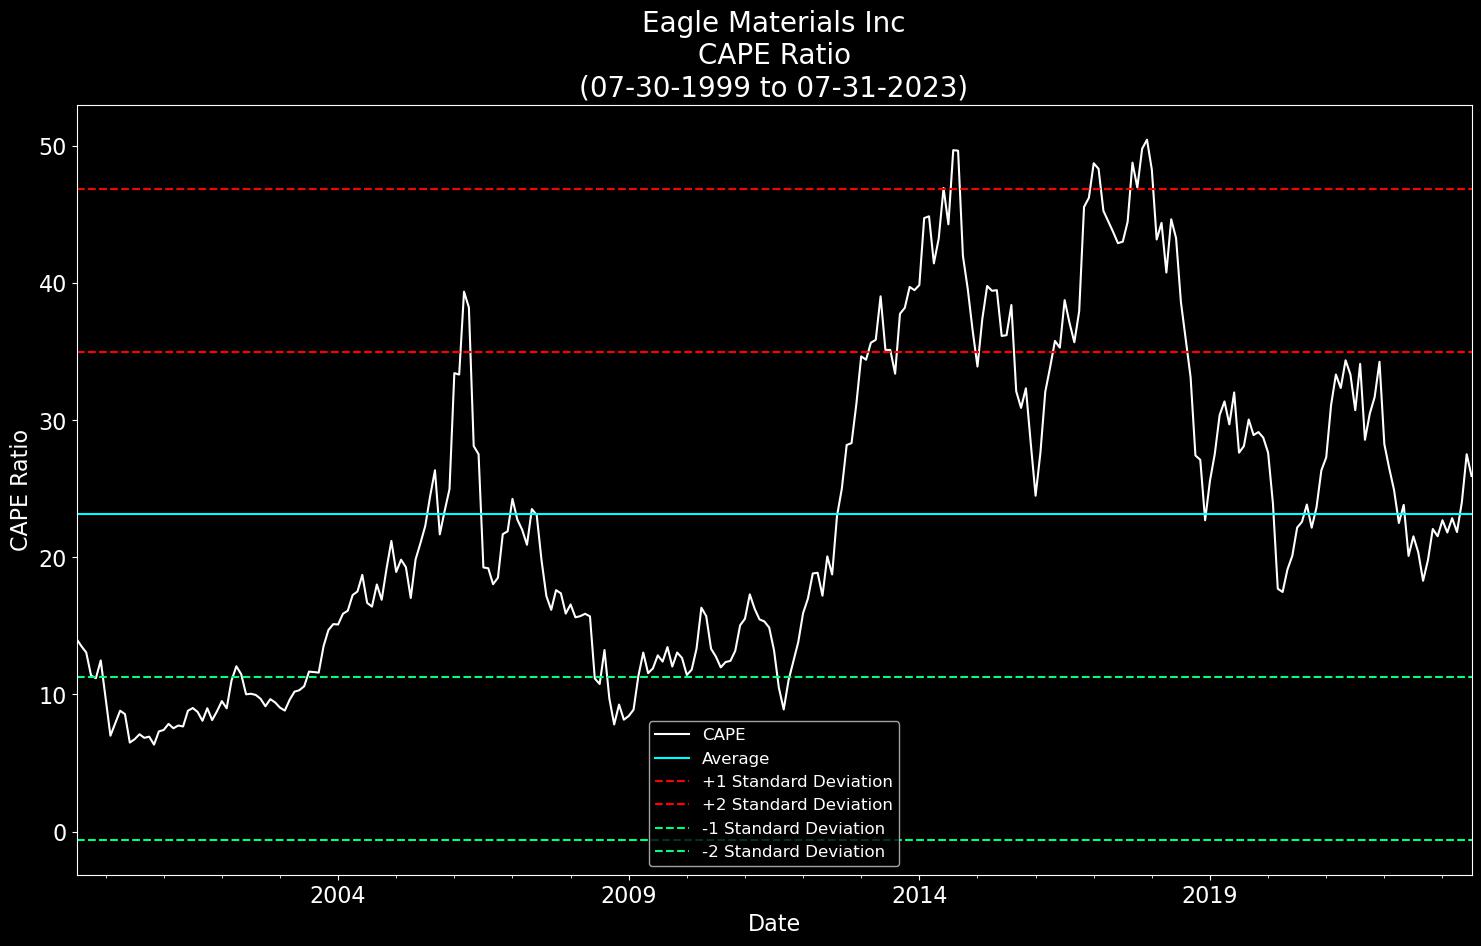 Eagle Materials Inc
CAPE Ratio
(07-30-1999 to 07-31-2023)
50
40
30
20
10
0
CAPE Ratio
CAPE
Average
+1 Standard Deviation
+2 Standard Deviation
-1 Standard Deviation
-2 Standard Deviation
2004
2009
2014
2019
Date